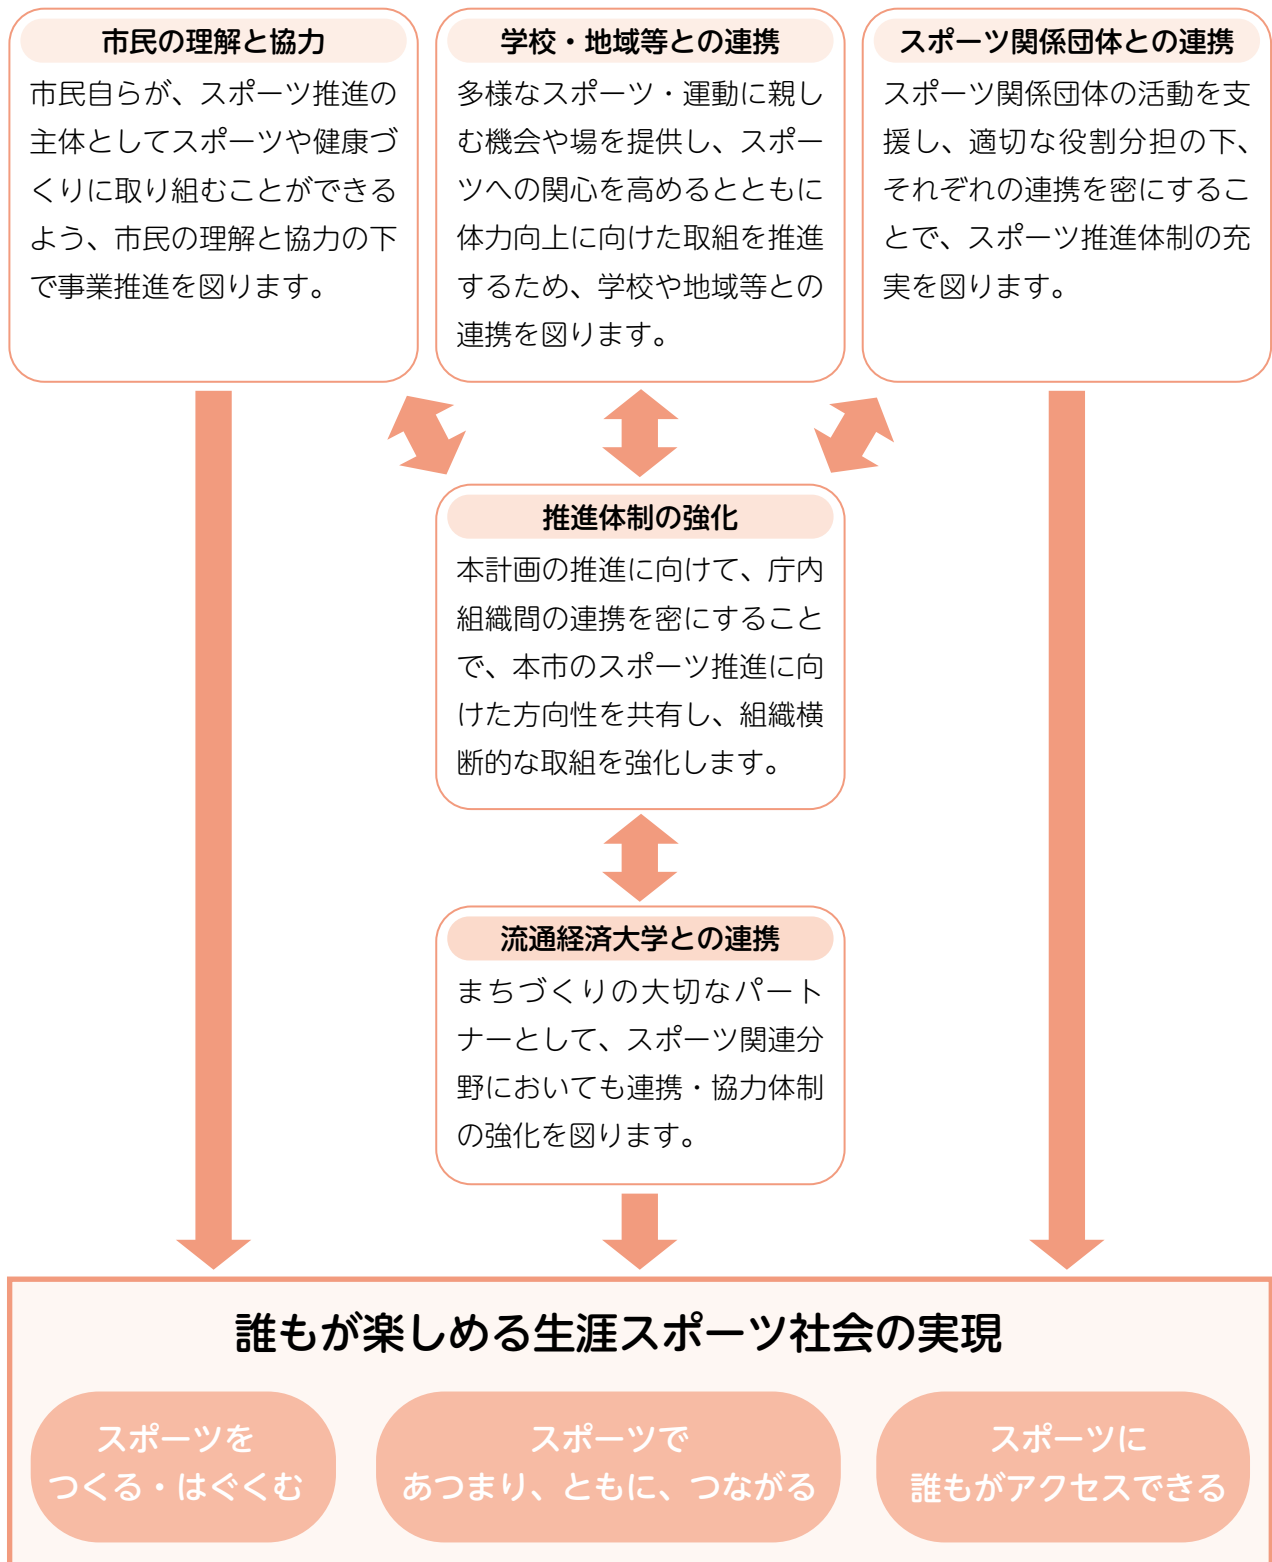 市民の理解と協力
市民自らが、スポーツ推進の
主体としてスポーツや健康づ
くりに取り組むことができる
よう、市民の理解と協力の下
で事業推進を図ります。
学校・地域等との連携
多様なスポーツ・運動に親し
む機会や場を提供し、スポー
ツへの関心を高めるとともに
体力向上に向けた取組を推進
するため、学校や地域等との
連携を図ります。
スポーツ関係団体との連携
スポーツ関係団体の活動を支
援し、適切な役割分担の下、
それぞれの連携を密にするこ
とで、スポーツ推進体制の充
実を図ります。
推進体制の強化
本計画の推進に向けて、庁内
組織間の連携を密にすること
で、本市のスポーツ推進に向
けた方向性を共有し、組織横
断的な取組を強化します。
流通経済大学との連携
まちづくりの大切なパート
ナーとして、スポーツ関連分
野においても連携・協力体制
の強化を図ります。
誰もが楽しめる生涯スポーツ社会の実現
スポーツを
つくる・はぐくむ
スポーツで
あつまり、ともに、つながる
スポーツに
誰もがアクセスできる